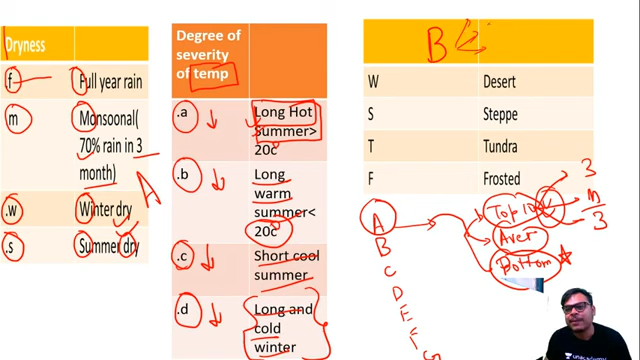 Dryness
f
Full year rain
m
Monsoonal(
70% rain in 3
month)
.w
Winter dry
.s
Summer dry
A
Degree of
severity
of temp
.a
Long Hot
summer>
20c
.b
Long
warm
summer<
20c
.c
Short cool
summer
.d
Long and
cold
winter
B
W
Desert
S
Steppe
T
Tundra
F
Frosted
A
B
C
D
E
F
G
Top 10
Aver
Bottom
3
m
3